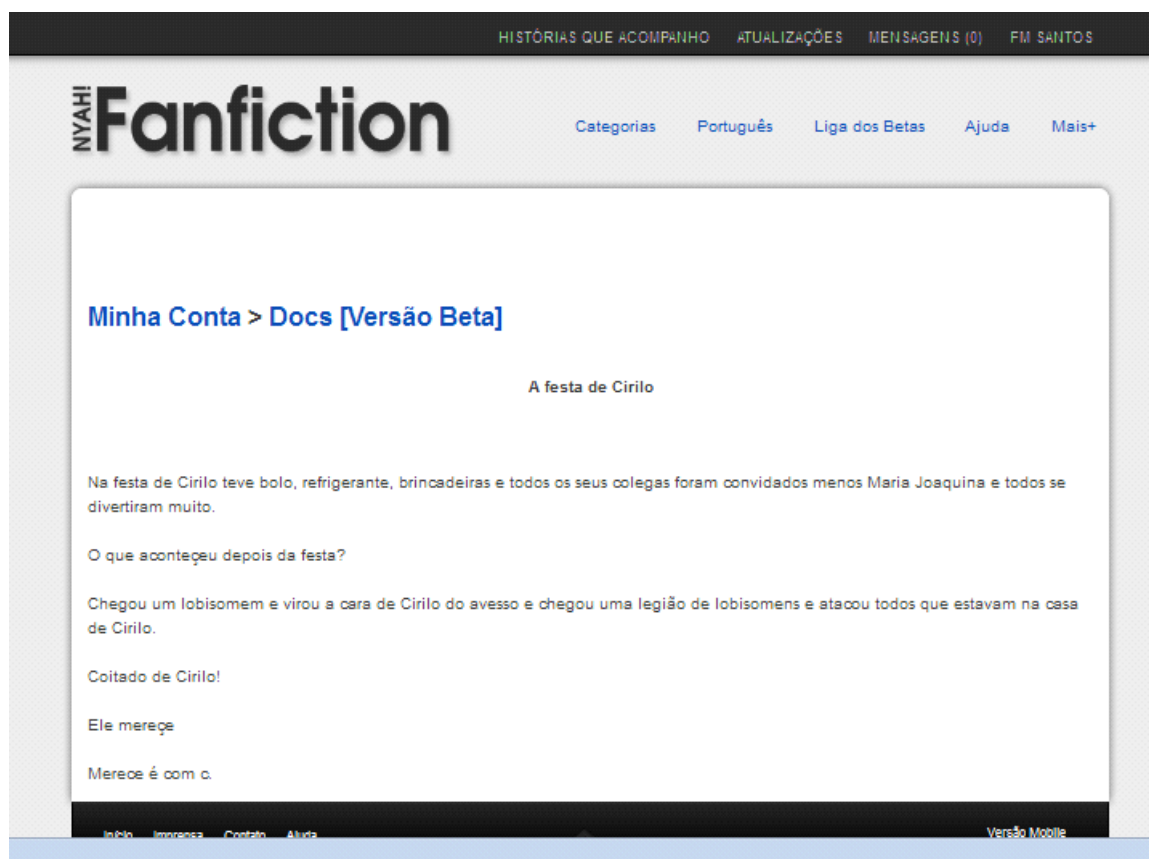 HISTÓRIAS QUE ACOMPANHO ATUALIZAÇÕES MENSAGENS (0) FM SANTOS
NYAH! Fanfiction
Categorias Português Liga dos Betas Ajuda Mais+
Minha Conta > Docs [Versão Beta]
A festa de Cirilo
Na festa de Cirilo teve bolo, refrigerante, brincadeiras e todos os seus colegas foram convidados menos Maria Joaquina e todos se
divertiram muito.
O que aconteçeu depois da festa?
Chegou um lobisomem e virou a cara de Cirilo do avesso e chegou uma legião de lobisomens e atacou todos que estavam na casa
de Cirilo.
Coitado de Cirilo!
Ele mereçe
Merece é com c.
Início Imprensa Contato Ajuda Versão Mobile